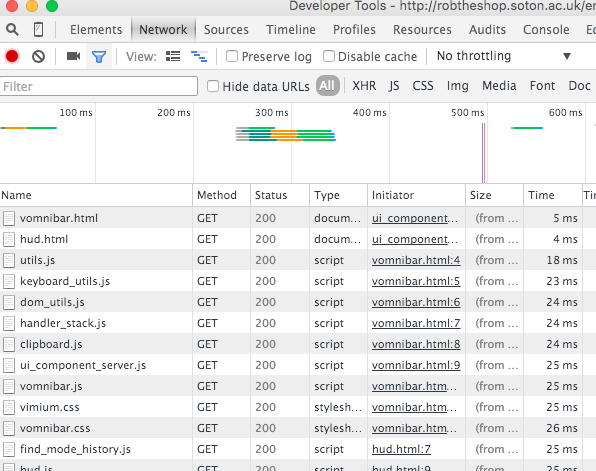 Developer Tools - http://robtheshop.soton.ac.uk/en
Elements Network Sources Timeline Profiles Resources Audits Security
View: Preserve log Disable cache No throttling
Filter Hide data URLs All XHR JS CSS Img Media Font Doc
100 ms 200 ms 300 ms 400 ms 500 ms 600 ms
Name Method Status Type Initiator Size Time Tin
vomnibar.html GET 200 docum... ui_component... (from ... 5 ms
hud.html GET 200 docum... ui_component... (from ... 4 ms
utils.js GET 200 script vomnibar.html:4 (from ... 18 ms
keyboard_utils.js GET 200 script vomnibar.html:5 (from ... 23 ms
dom_utils.js GET 200 script vomnibar.html:6 (from ... 24 ms
handler_stack.js GET 200 script vomnibar.html:7 (from ... 24 ms
clipboard.js GET 200 script vomnibar.html:8 (from ... 24 ms
ui_component_server.js GET 200 script vomnibar.html:9 (from ... 25 ms
vomnibar.js GET 200 script vomnibar.htm... (from ... 25 ms
vimium.css GET 200 stylesh... vomnibar.htm... (from ... 25 ms
vomnibar.css GET 200 stylesh... vomnibar.htm... (from ... 26 ms
find_mode_history.js GET 200 script hud.html:7 (from ... 25 ms
hud.js GET 200 script hud.html:9 (from ... 25 ms